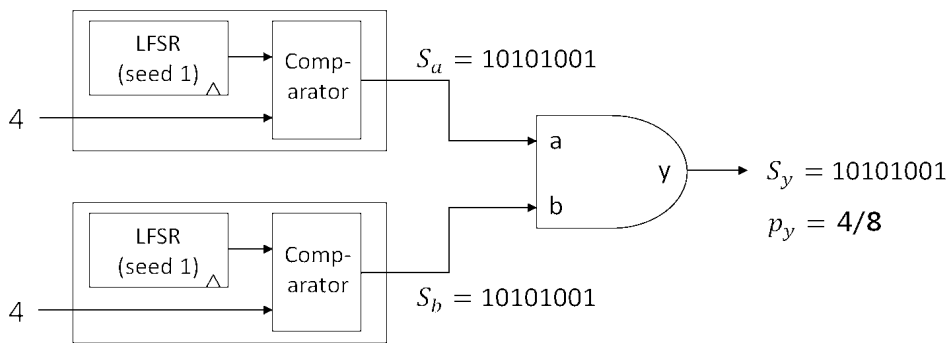 LFSR
(seed 1)
Comp-
arator
4
S_a = 10101001
a
b
y
S_y = 10101001
p_y = 4/8
LFSR
(seed 1)
Comp-
arator
4
S_b = 10101001